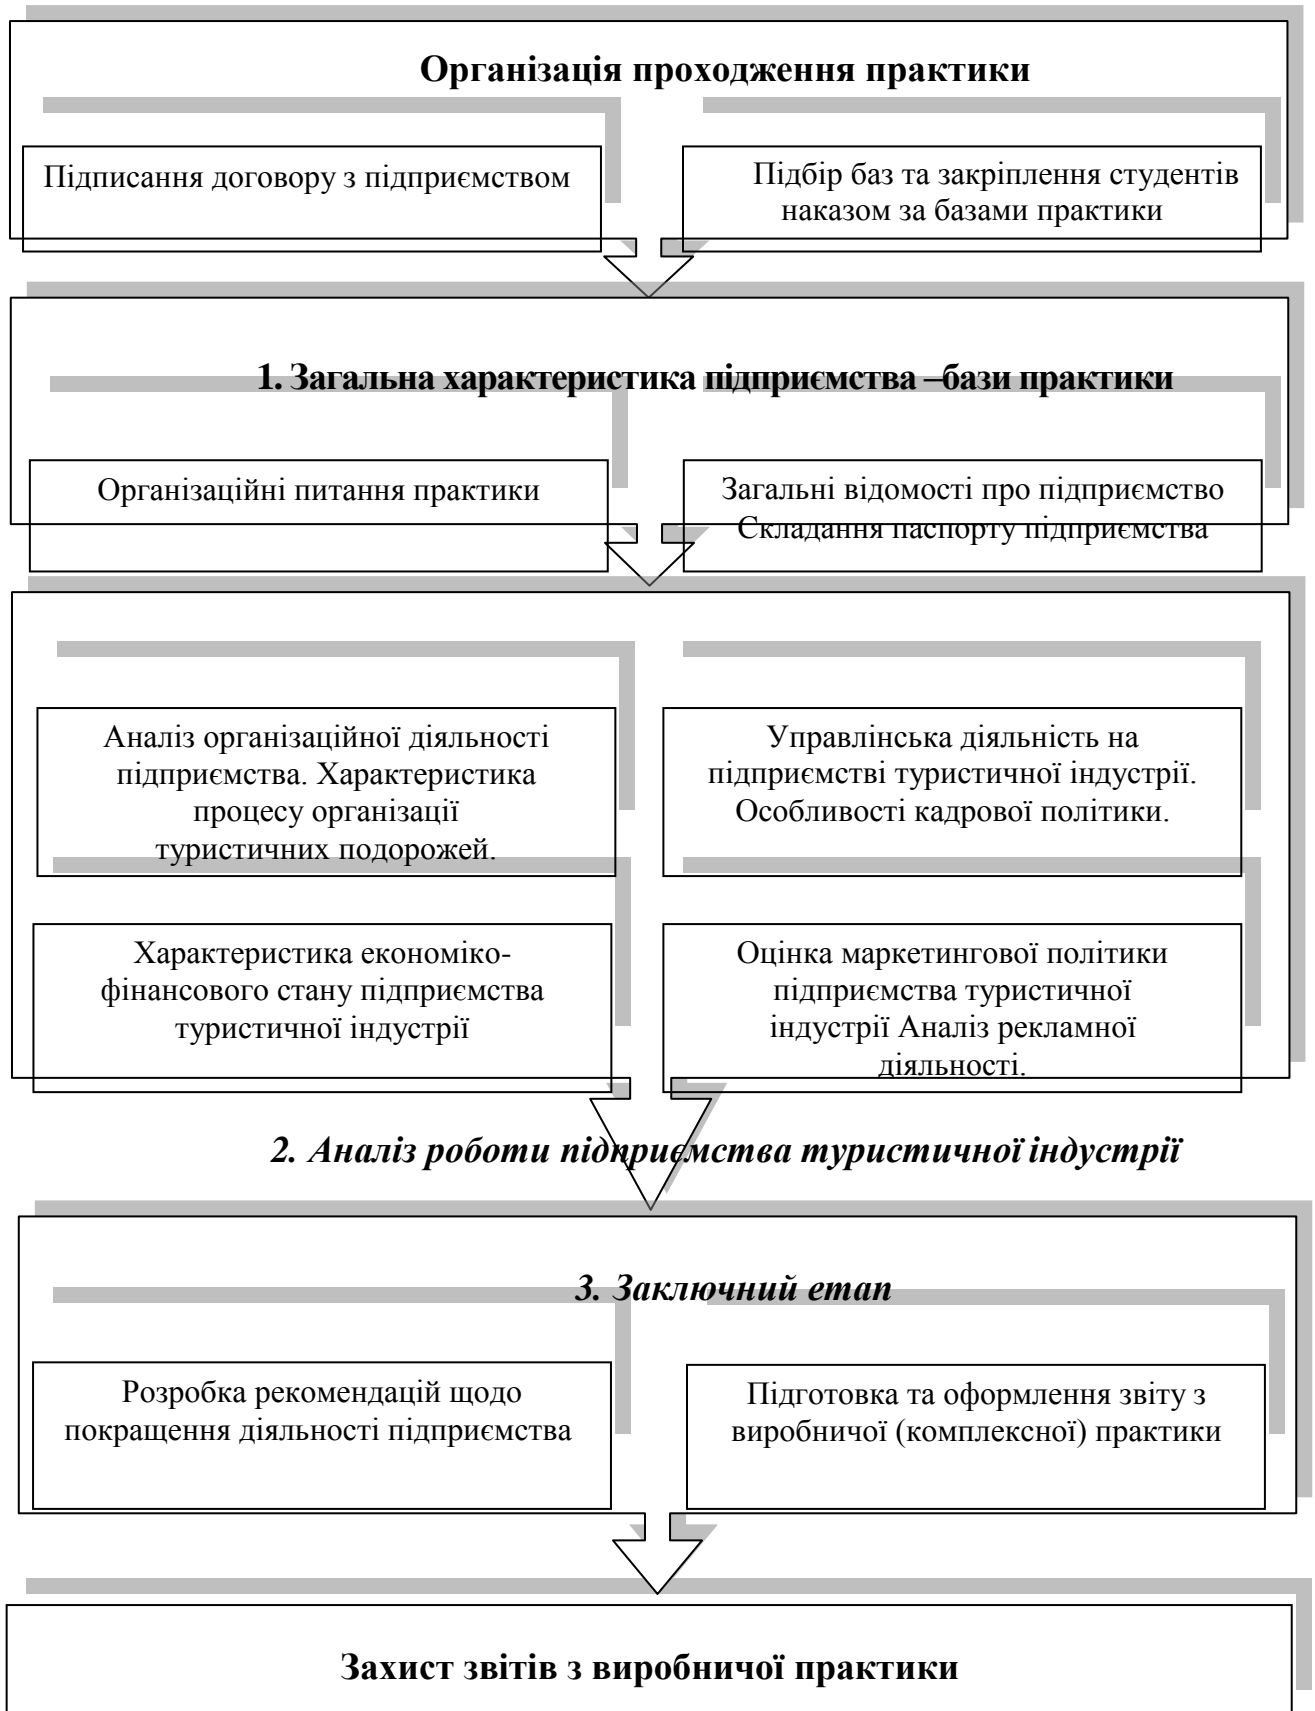 Організація проходження практики
Підписання договору з підприємством
Підбір баз та закріплення студентів
наказом за базами практики
1. Загальна характеристика підприємства –бази практики
Організаційні питання практики
Загальні відомості про підприємство
Складання паспорту підприємства
Аналіз організаційної діяльності
підприємства. Характеристика
процесу організації
туристичних подорожей.
Управлінська діяльність на
підприємстві туристичної індустрії.
Особливості кадрової політики.
Характеристика економіко-
фінансового стану підприємства
туристичної індустрії
Оцінка маркетингової політики
підприємства туристичної
індустрії Аналіз рекламної
діяльності.
2. Аналіз роботи підприємства туристичної індустрії
3. Заключний етап
Розробка рекомендацій щодо
покращення діяльності підприємства
Підготовка та оформлення звіту з
виробничої (комплексної) практики
Захист звітів з виробничої практики